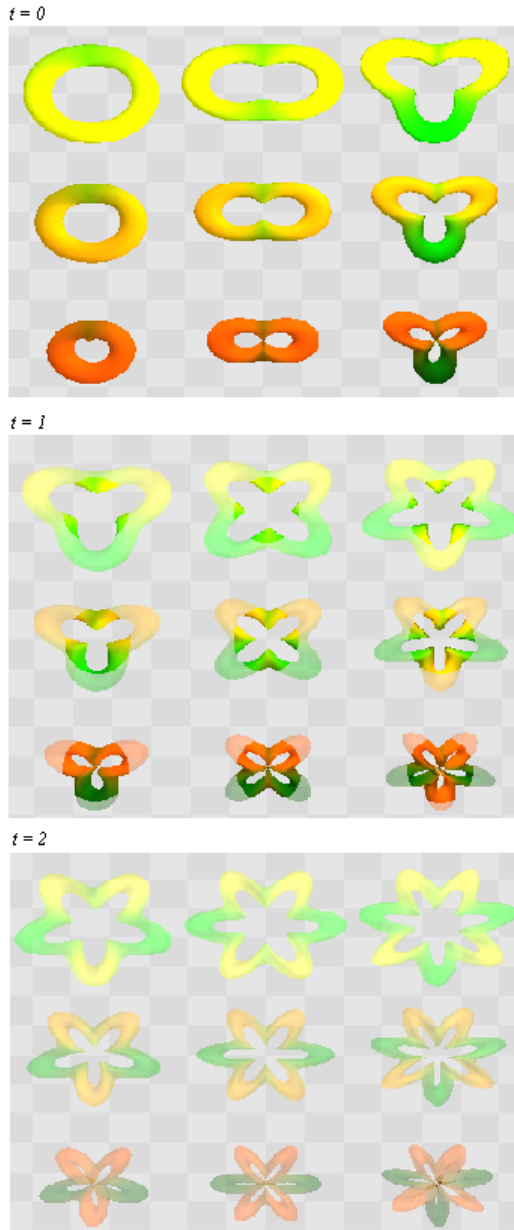 t = 0
t = 1
t = 2